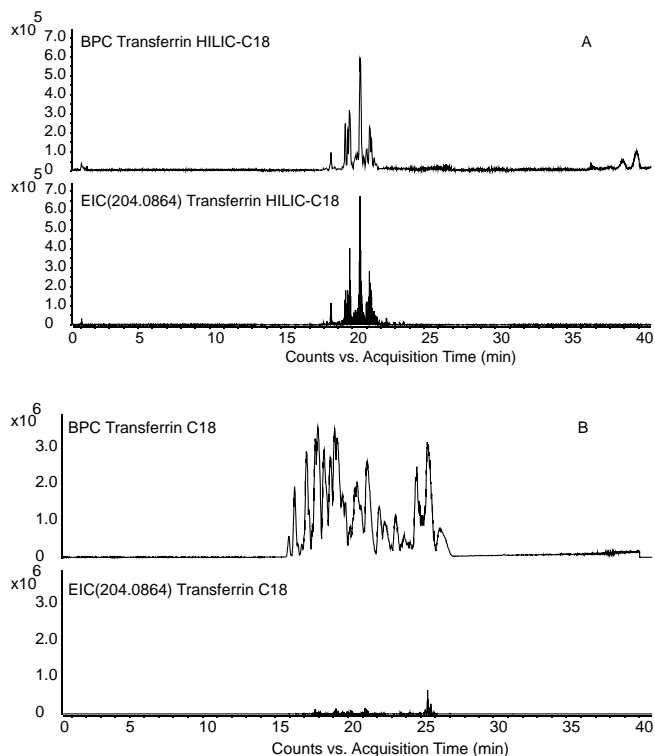 x10 5
7.0
BPC Transferrin HILIC-C18 A
6.0
5.0
4.0
3.0
2.0
1.0
0
x10 5
7.0
EIC(204.0864) Transferrin HILIC-C18
6.0
5.0
4.0
3.0
2.0
1.0
0
0 5 10 15 20 25 30 35 40
Counts vs. Acquisition Time (min)
x10 6
BPC Transferrin C18 B
3.0
2.0
1.0
0
x10 6
EIC(204.0864) Transferrin C18
3.0
2.0
1.0
0
0 5 10 15 20 25 30 35 40
Counts vs. Acquisition Time (min)